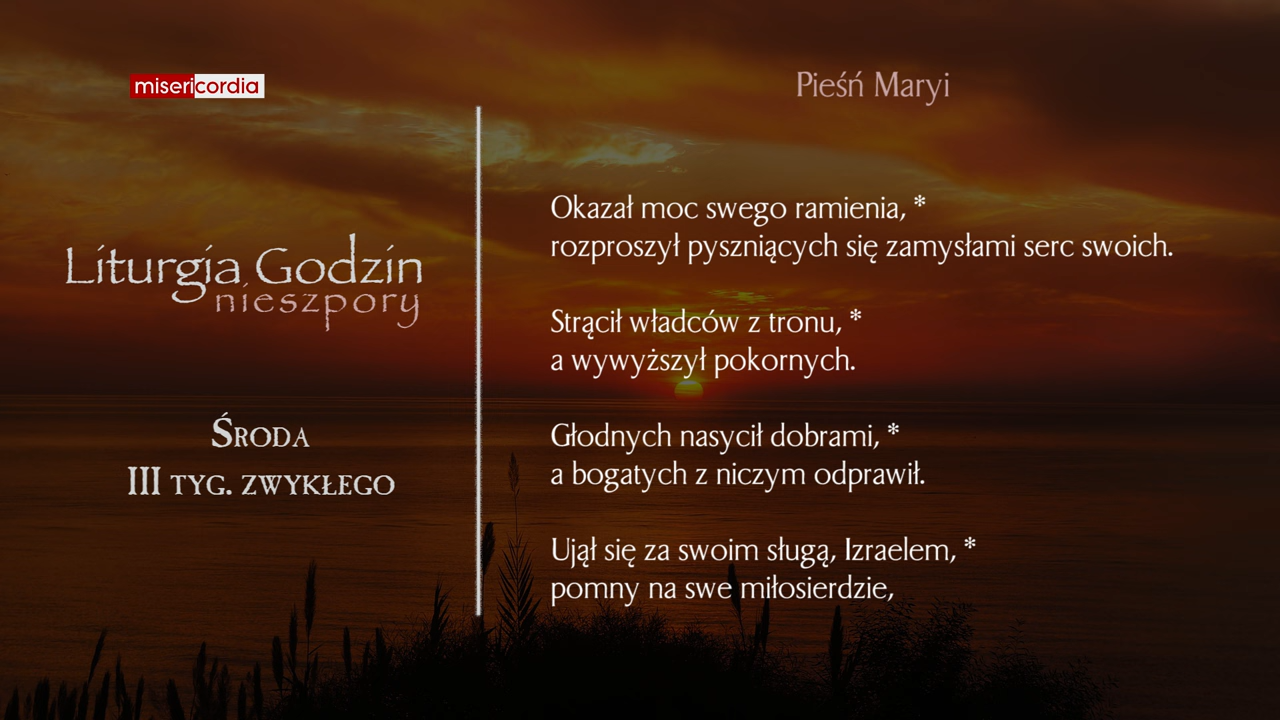 misericordia
Liturgia Godzin
nieszpory
Środa
III tyg. zwykłego
Pieśń Maryi
Okazał moc swego ramienia, *
rozproszył pyszniących się zamysłami serc swoich.
Strącił władców z tronu, *
a wywyższył pokornych.
Głodnych nasycił dobrami, *
a bogatych z niczym odprawił.
Ujął się za swoim sługą, Izraelem, *
pomny na swe miłosierdzie,